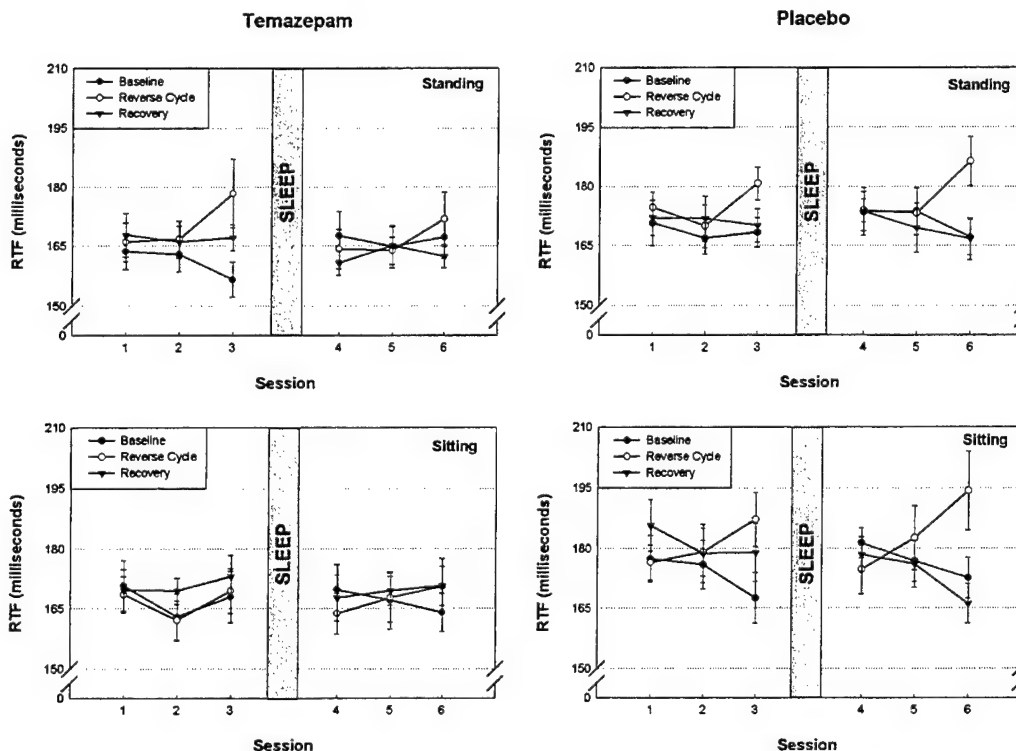 Temazepam
Placebo
RTF (milliseconds)
210
195
180
165
150
0
Baseline
Reverse Cycle
Recovery
Standing
SLEEP
1 2 3 4 5 6
Session
RTF (milliseconds)
210
195
180
165
150
0
Baseline
Reverse Cycle
Recovery
Standing
SLEEP
1 2 3 4 5 6
Session
RTF (milliseconds)
210
195
180
165
150
0
Baseline
Reverse Cycle
Recovery
Sitting
SLEEP
1 2 3 4 5 6
Session
RTF (milliseconds)
210
195
180
165
150
0
Baseline
Reverse Cycle
Recovery
Sitting
SLEEP
1 2 3 4 5 6
Session